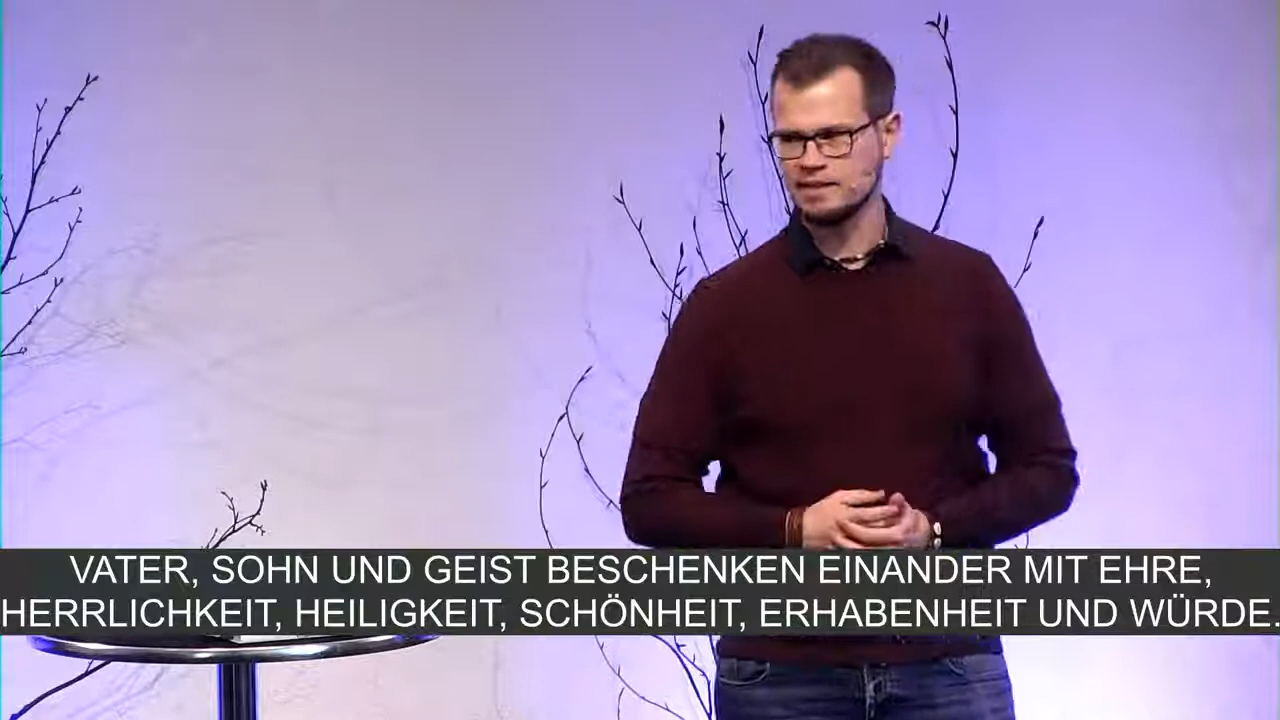 VATER, SOHN UND GEIST BESCHENKEN EINANDER MIT EHRE,
HERRLICHKEIT, HEILIGKEIT, SCHÖNHEIT, ERHABENHEIT UND WÜRDE.